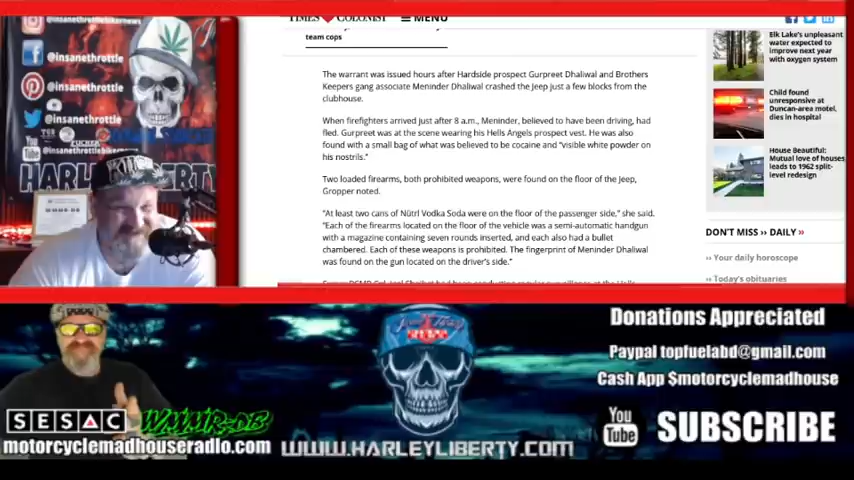 @insanethrottlebikernews
@insanethrottle
@insanethrottle
@insanethrottle
@insanethrottlebiker
HARLEY LIBERTY
TIMES COLONIST
MENU
team cops
The warrant was issued hours after Hardside prospect Gurpreet Dhaliwal and Brothers
Keepers gang associate Meninder Dhaliwal crashed the Jeep just a few blocks from the
clubhouse.
When firefighters arrived just after 8 a.m., Meninder, believed to have been driving, had
fled. Gurpreet was at the scene wearing his Hells Angels prospect vest. He was also
found with a small bag of what was believed to be cocaine and "visible white powder on
his nostrils."
Two loaded firearms, both prohibited weapons, were found on the floor of the Jeep,
Gropper noted.
"At least two cans of Nütrl Vodka Soda were on the floor of the passenger side," she said.
"Each of the firearms located on the floor of the vehicle was a semi-automatic handgun
with a magazine containing seven rounds inserted, and each also had a bullet
chambered. Each of these weapons is prohibited. The fingerprint of Meninder Dhaliwal
was found on the gun located on the driver's side."
Elk Lake's unpleasant
water expected to
improve next year
with oxygen system
Child found
unresponsive at
Duncan-area motel,
dies in hospital
House Beautiful:
Mutual love of houses
leads to 1962 split-
level redesign
DON'T MISS ›› DAILY »
›› Your daily horoscope
›› Today's obituaries
SESAC WMMR-DB
motorcyclemadhouseradio.com
WWW.HARLEYLIBERTY.COM
Donations Appreciated
Paypal topfuelabd@gmail.com
Cash App $motorcyclemadhouse
You
Tube
SUBSCRIBE